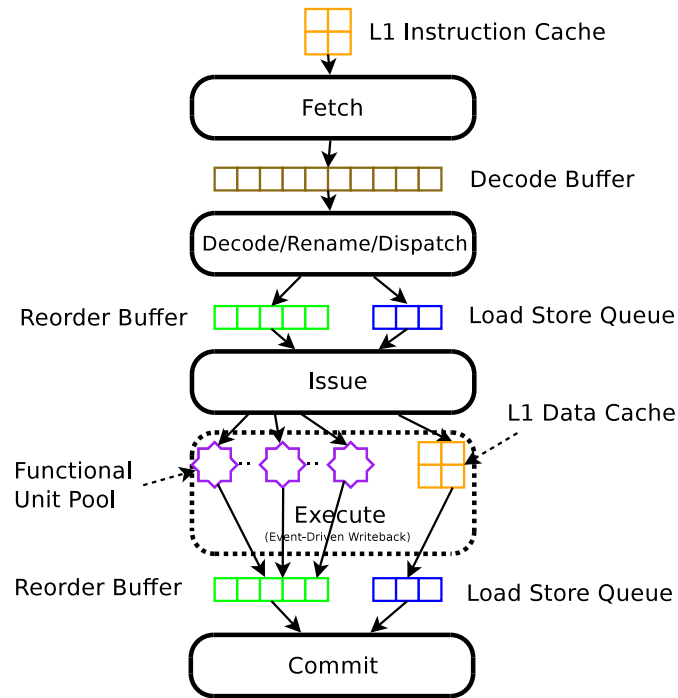 L1 Instruction Cache
Fetch
Decode Buffer
Decode/Rename/Dispatch
Reorder Buffer
Load Store Queue
Issue
L1 Data Cache
Functional
Unit Pool
Execute
(Event-Driven Writeback)
Reorder Buffer
Load Store Queue
Commit